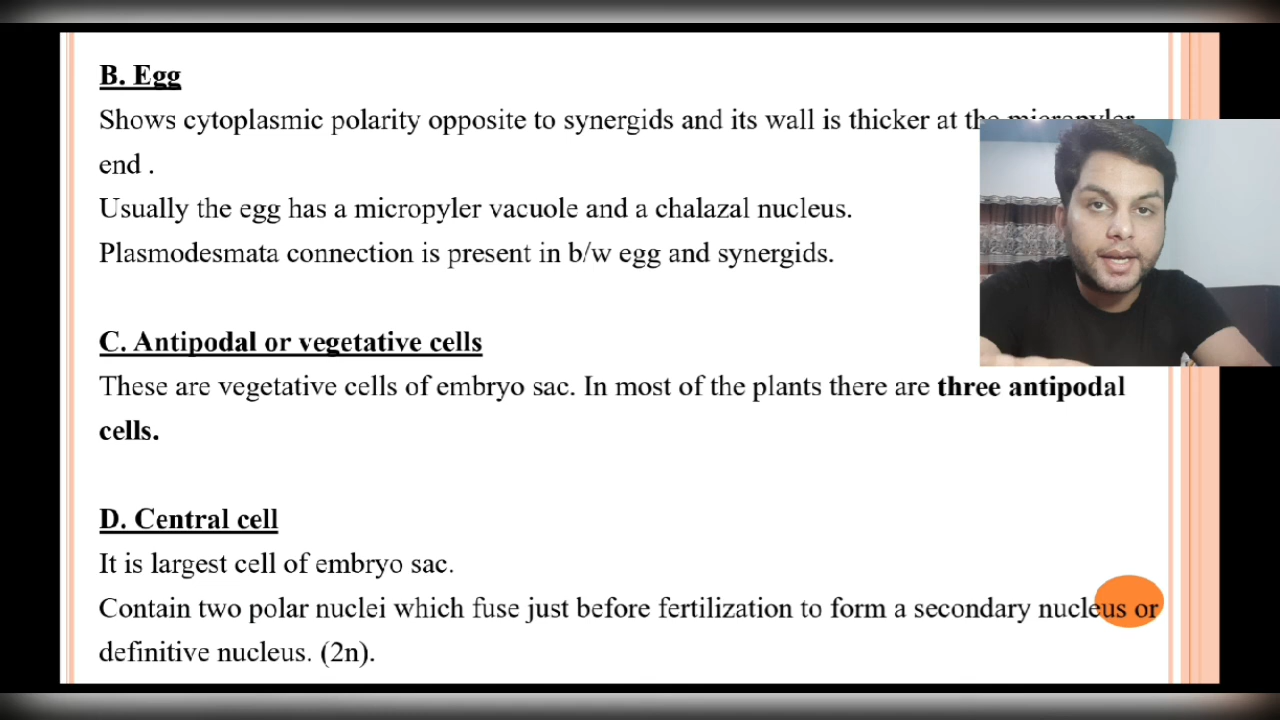 B. Egg
Shows cytoplasmic polarity opposite to synergids and its wall is thicker at the micropyler
end .
Usually the egg has a micropyler vacuole and a chalazal nucleus.
Plasmodesmata connection is present in b/w egg and synergids.
C. Antipodal or vegetative cells
These are vegetative cells of embryo sac. In most of the plants there are three antipodal
cells.
D. Central cell
It is largest cell of embryo sac.
Contain two polar nuclei which fuse just before fertilization to form a secondary nucleus or
definitive nucleus. (2n).